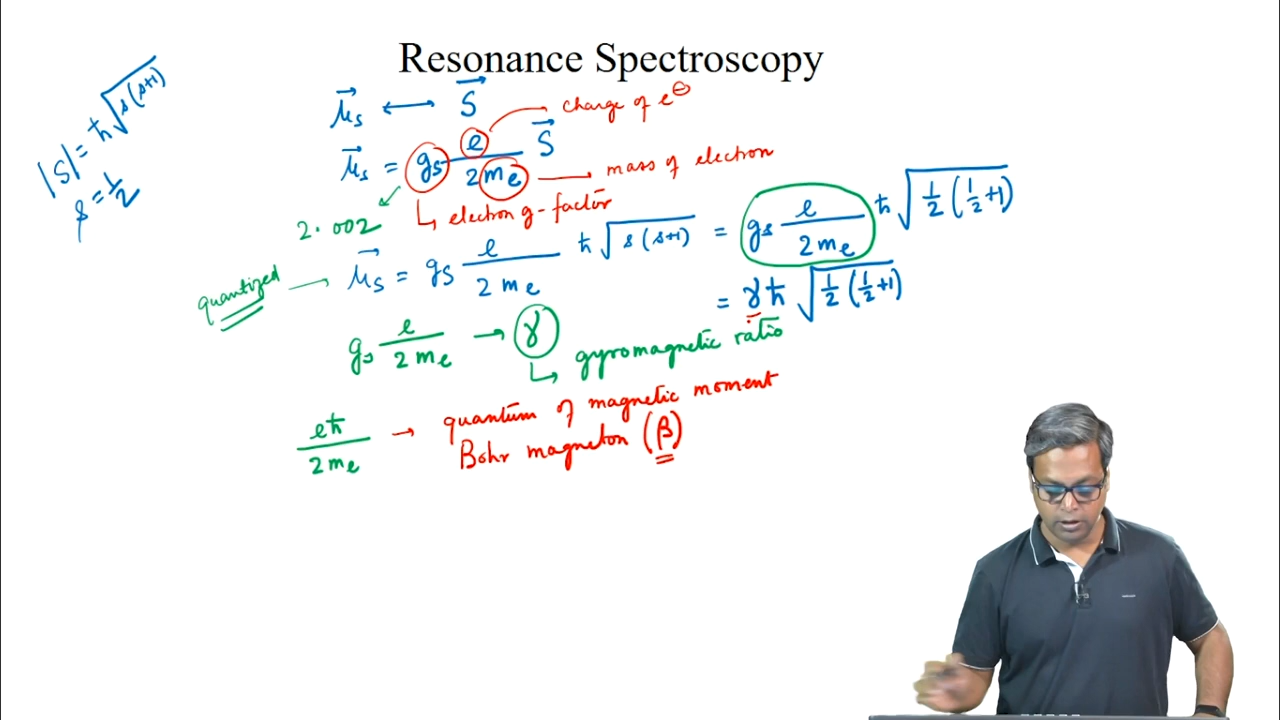 Resonance Spectroscopy
|S| = ħ√s(s+1)
s = 1/2
μ⃗s ⟷ S⃗
charge of e⊖
μ⃗s = gs e/2me S⃗
mass of electron
2.002
electron g-factor
quantized → μ⃗s = gs e/2me ħ√s(s+1) = gs e/2me ħ√1/2(1/2+1)
= γħ√1/2(1/2+1)
gs e/2me → γ
gyromagnetic ratio
eħ/2me → quantum of magnetic moment
Bohr magneton (β)